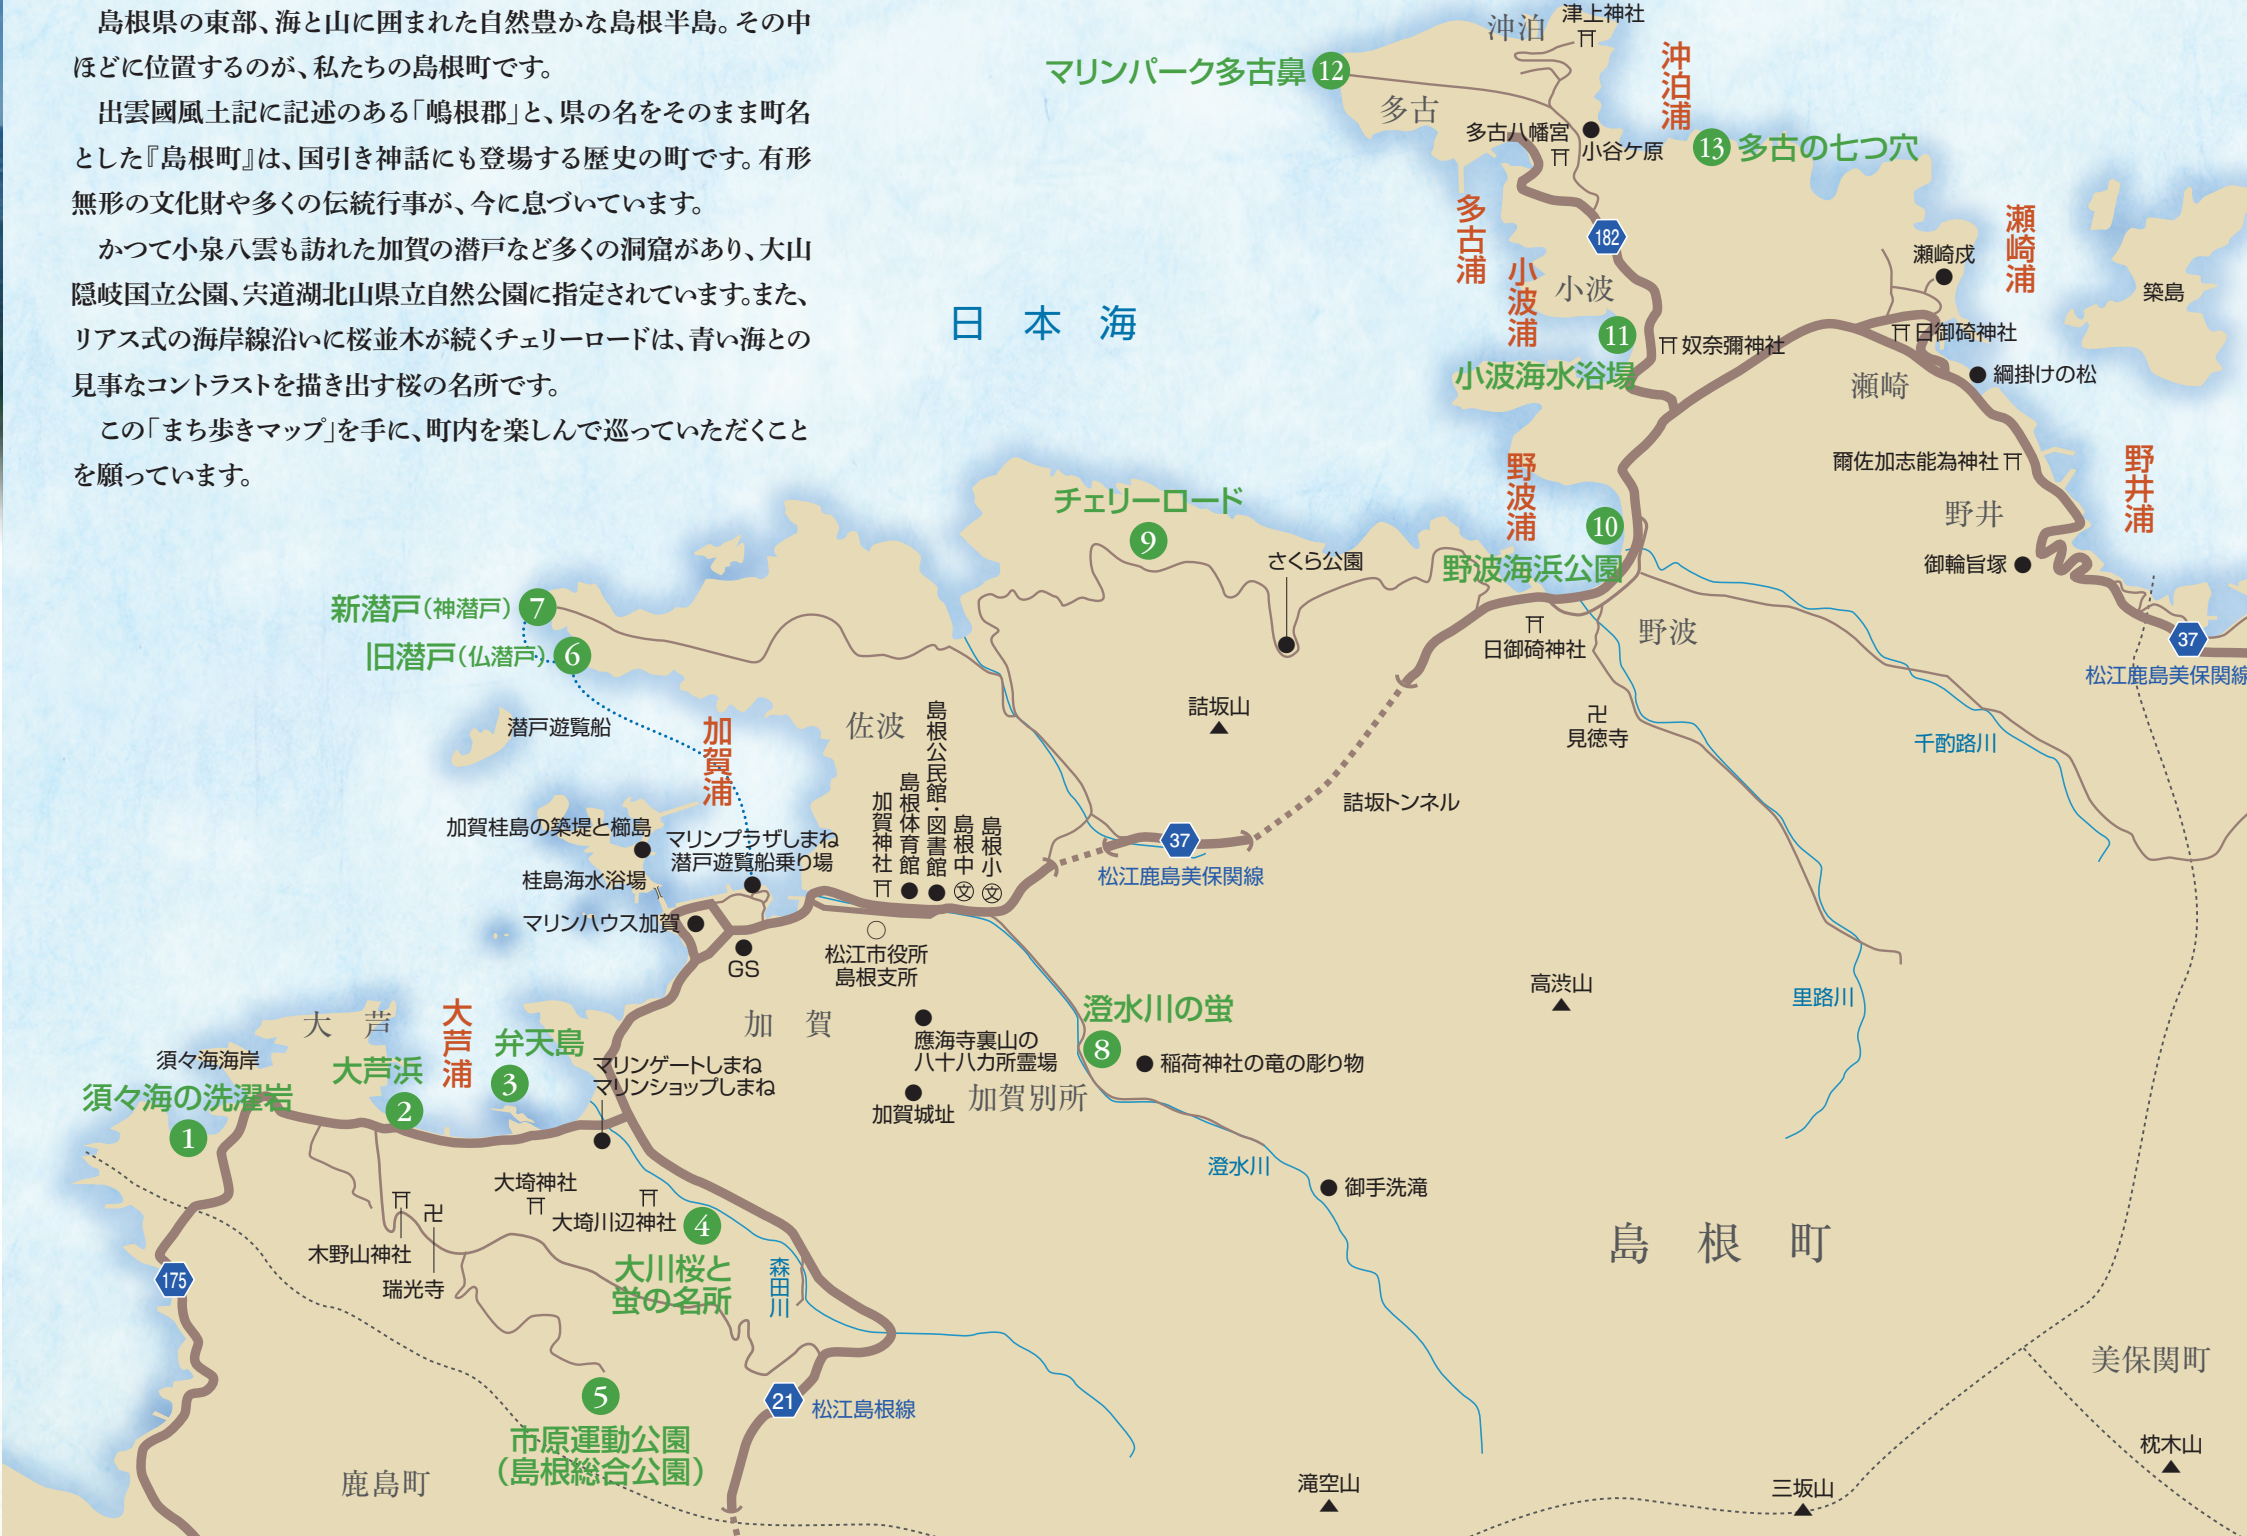 島根県の東部、海と山に囲まれた自然豊かな島根半島。その中
ほどに位置するのが、私たちの島根町です。
出雲國風土記に記述のある「嶋根郡」と、県の名をそのまま町名
とした『島根町』は、国引き神話にも登場する歴史の町です。有形
無形の文化財や多くの伝統行事が、今に息づいています。
かつて小泉八雲も訪れた加賀の潜戸など多くの洞窟があり、大山
隠岐国立公園、宍道湖北山県立自然公園に指定されています。また、
リアス式の海岸線沿いに桜並木が続くチェリーロードは、青い海との
見事なコントラストを描き出す桜の名所です。
この「まち歩きマップ」を手に、町内を楽しんで巡っていただくこと
を願っています。
日 本 海
沖泊
津上神社
マリンパーク多古鼻 12
多古
沖泊浦
多古八幡宮
小谷ケ原
13 多古の七つ穴
多古浦
182
小波浦
小波
11
小波海水浴場
奴奈彌神社
瀬崎浦
瀬崎戍
築島
日御碕神社
綱掛けの松
瀬崎
爾佐加志能為神社
野井浦
野井
御輪旨塚
37
松江鹿島美保関線
野波浦
10
野波海浜公園
日御碕神社
野波
卍
見徳寺
千酌路川
里路川
チェリーロード
9
さくら公園
詰坂山
詰坂トンネル
37
松江鹿島美保関線
新潜戸(神潜戸) 7
旧潜戸(仏潜戸) 6
潜戸遊覧船
加賀浦
佐波
加賀桂島の築堤と櫛島
マリンプラザしまね
潜戸遊覧船乗り場
桂島海水浴場
マリンハウス加賀
GS
加賀神社
島根体育館
島根公民館・図書館
島根中
文
島根小
文
松江市役所
島根支所
加 賀
應海寺裏山の
八十八カ所霊場
加賀城址
加賀別所
澄水川の蛍
8
稲荷神社の竜の彫り物
澄水川
御手洗滝
高渋山
島 根 町
大 芦
大芦浦
須々海海岸
須々海の洗濯岩
1
大芦浜
2
弁天島
3
マリンゲートしまね
マリンショップしまね
大埼神社
大埼川辺神社
4
大川桜と
蛍の名所
森田川
木野山神社
卍
瑞光寺
175
5
市原運動公園
(島根総合公園)
21
松江島根線
鹿島町
滝空山
三坂山
美保関町
枕木山